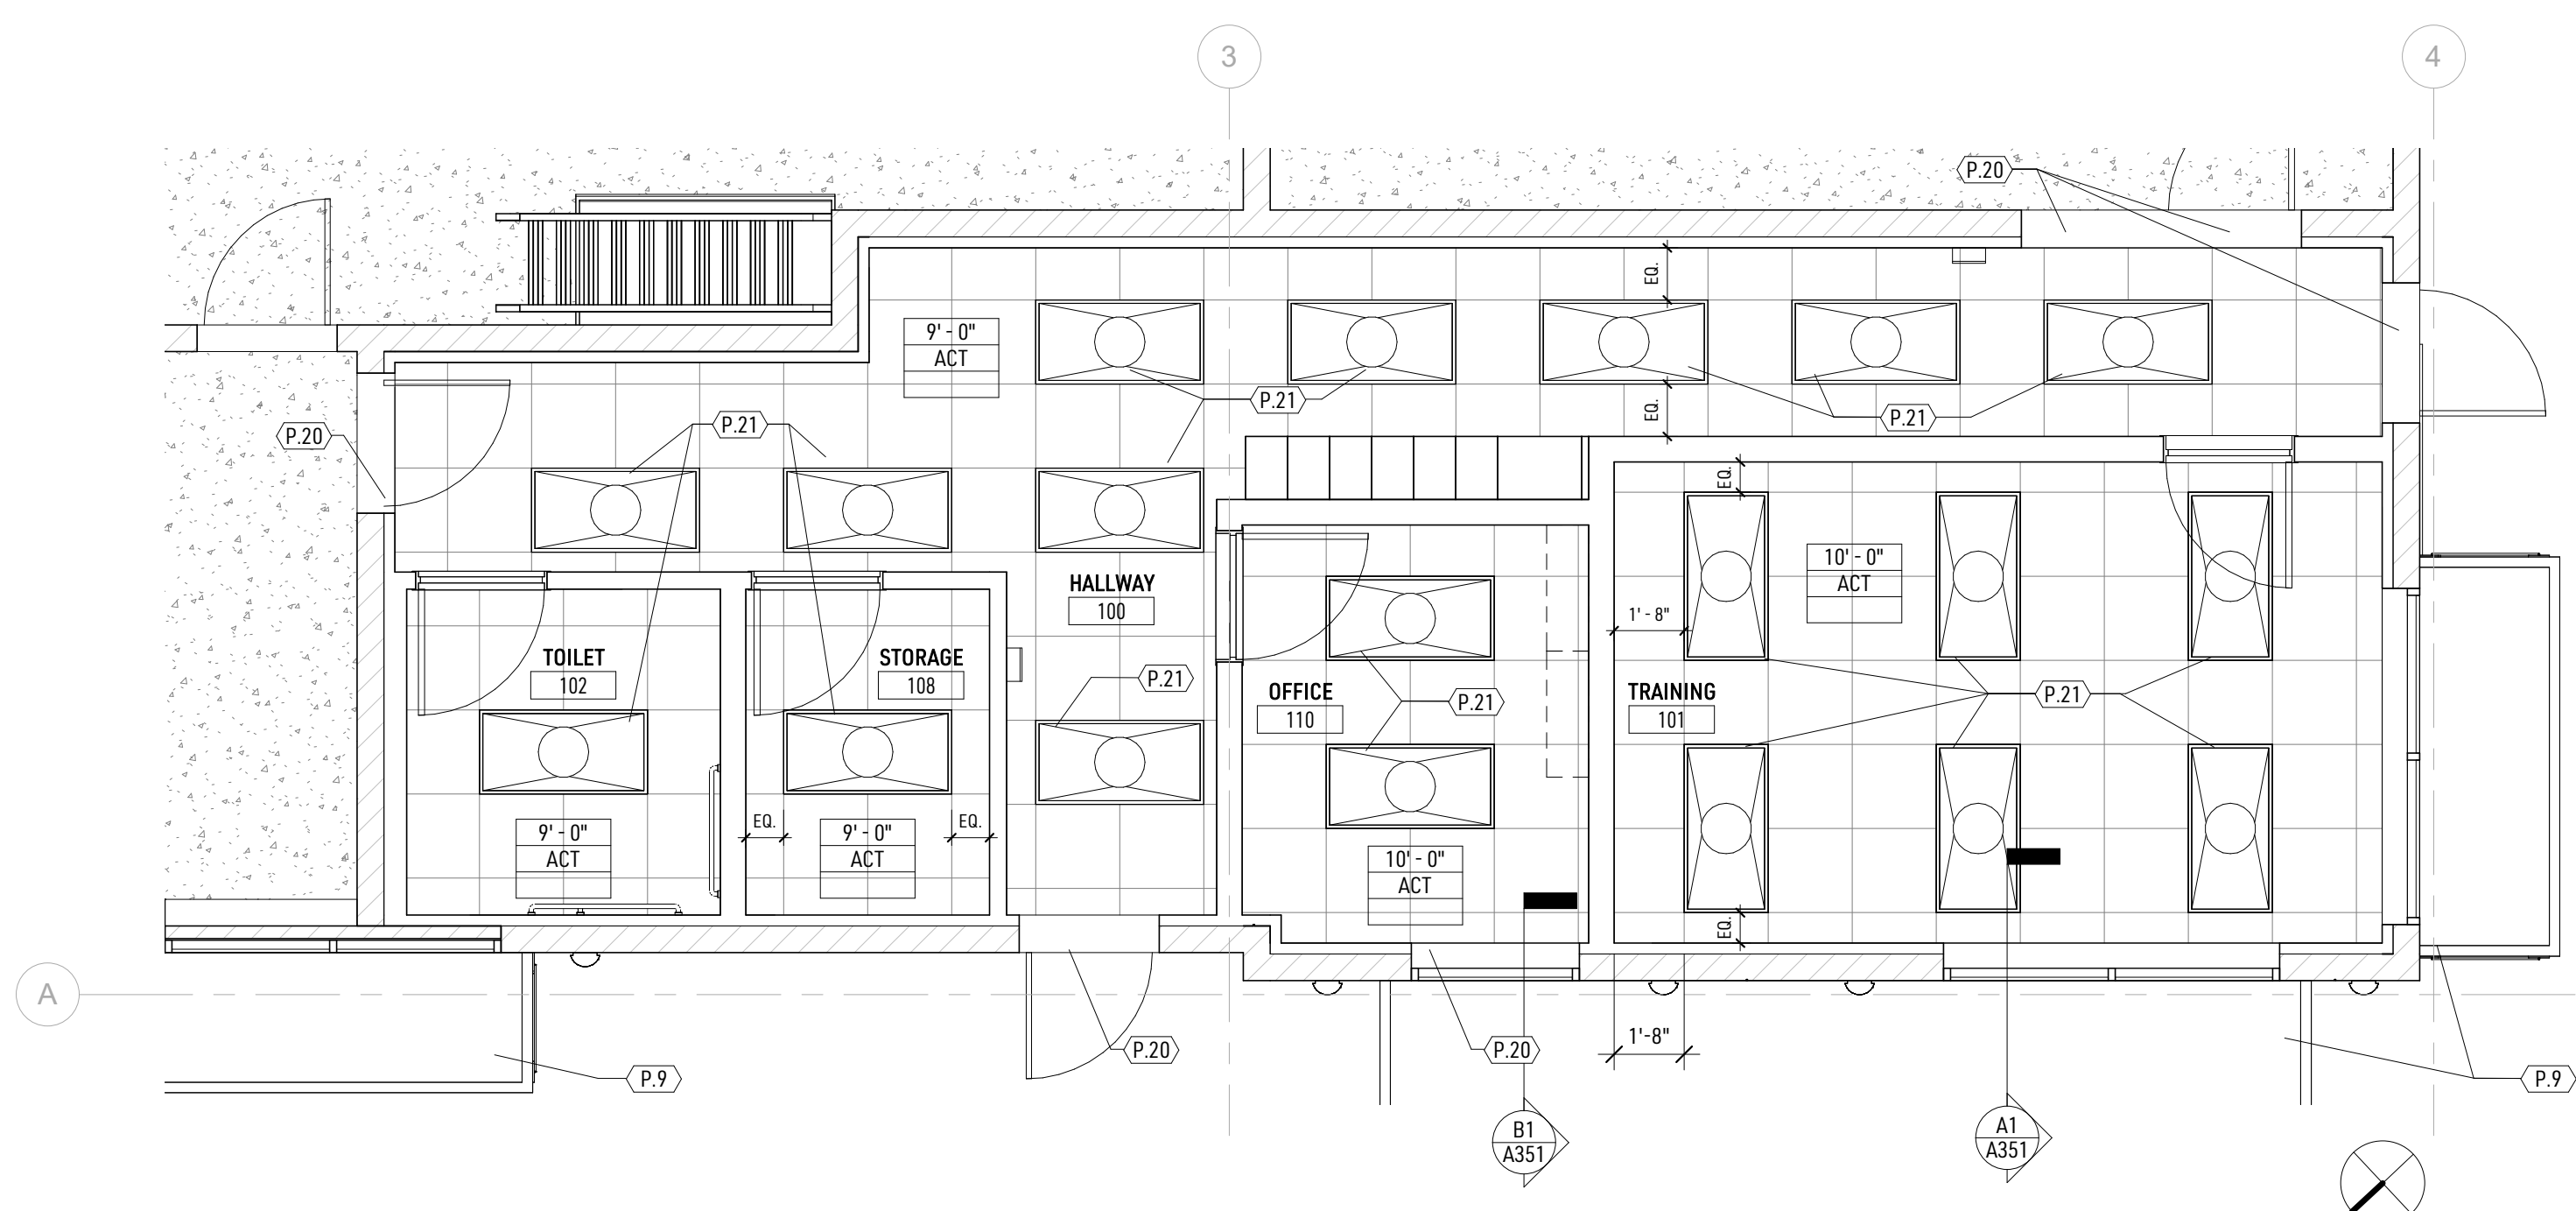 3
4
P.20
EQ.
9' - 0"
ACT
P.21
P.21
EQ.
P.21
P.20
EQ.
10' - 0"
ACT
HALLWAY
100
1' - 8"
TOILET
102
STORAGE
108
P.21
OFFICE
110
P.21
TRAINING
101
P.21
EQ.
EQ.
9' - 0"
ACT
9' - 0"
ACT
10' - 0"
ACT
EQ.
A
P.20
P.20
1'-8"
P.9
P.9
B1
A351
A1
A351